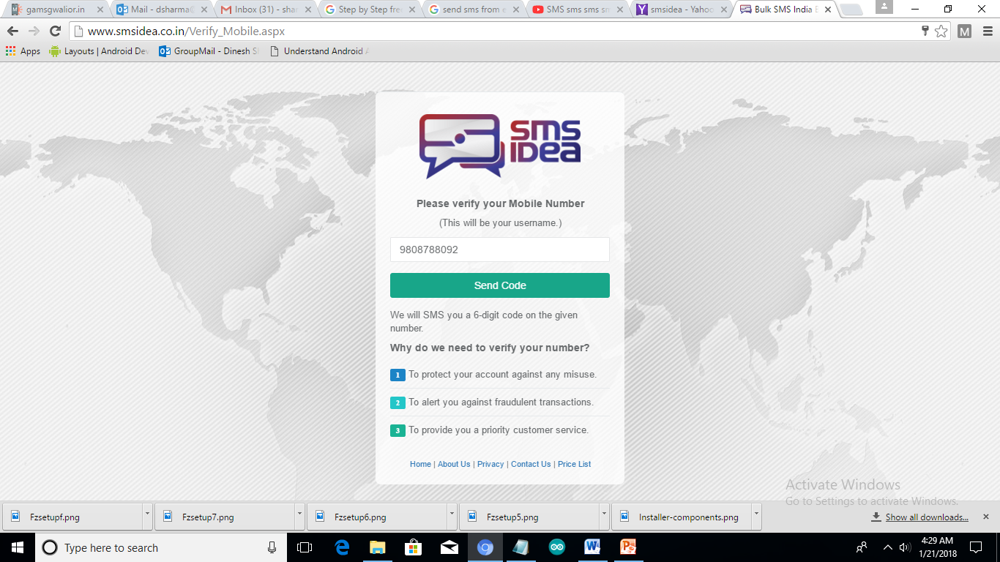 gamsgwalior.in
Mail - dsharma@
Inbox (31) - sha
Step by Step fre
send sms from e
SMS sms sms sm
smsidea - Yahoo
Bulk SMS India B
www.smsidea.co.in/Verify_Mobile.aspx
M
Apps
Layouts | Android Dev
GroupMail - Dinesh S
Understand Android A
sms
IDea
Please verify your Mobile Number
(This will be your username.)
9808788092
Send Code
We will SMS you a 6-digit code on the given
number.
Why do we need to verify your number?
1 To protect your account against any misuse.
2 To alert you against fraudulent transactions.
3 To provide you a priority customer service.
Home | About Us | Privacy | Contact Us | Price List
Activate Windows
Go to Settings to activate Windows.
Fzsetupf.png
Fzsetup7.png
Fzsetup6.png
Fzsetup5.png
Installer-components.png
Show all downloads...
Type here to search
4:29 AM
1/21/2018